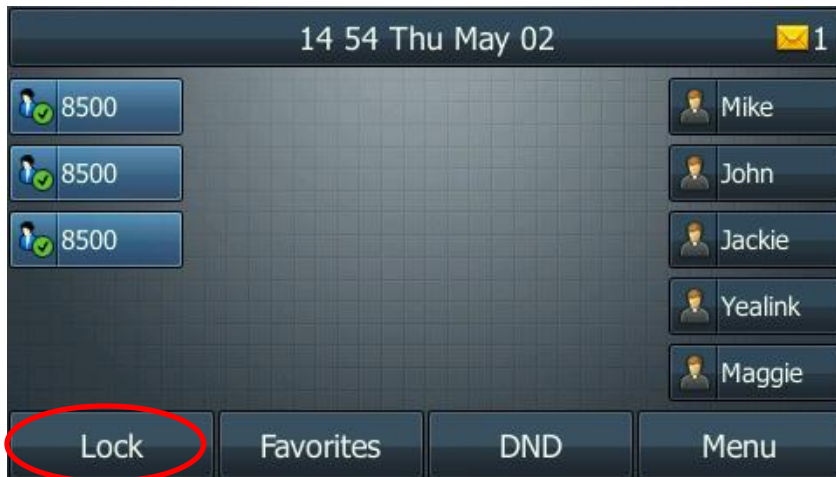 14 54 Thu May 02
1
8500
Mike
8500
John
8500
Jackie
Yealink
Maggie
Lock Favorites DND Menu